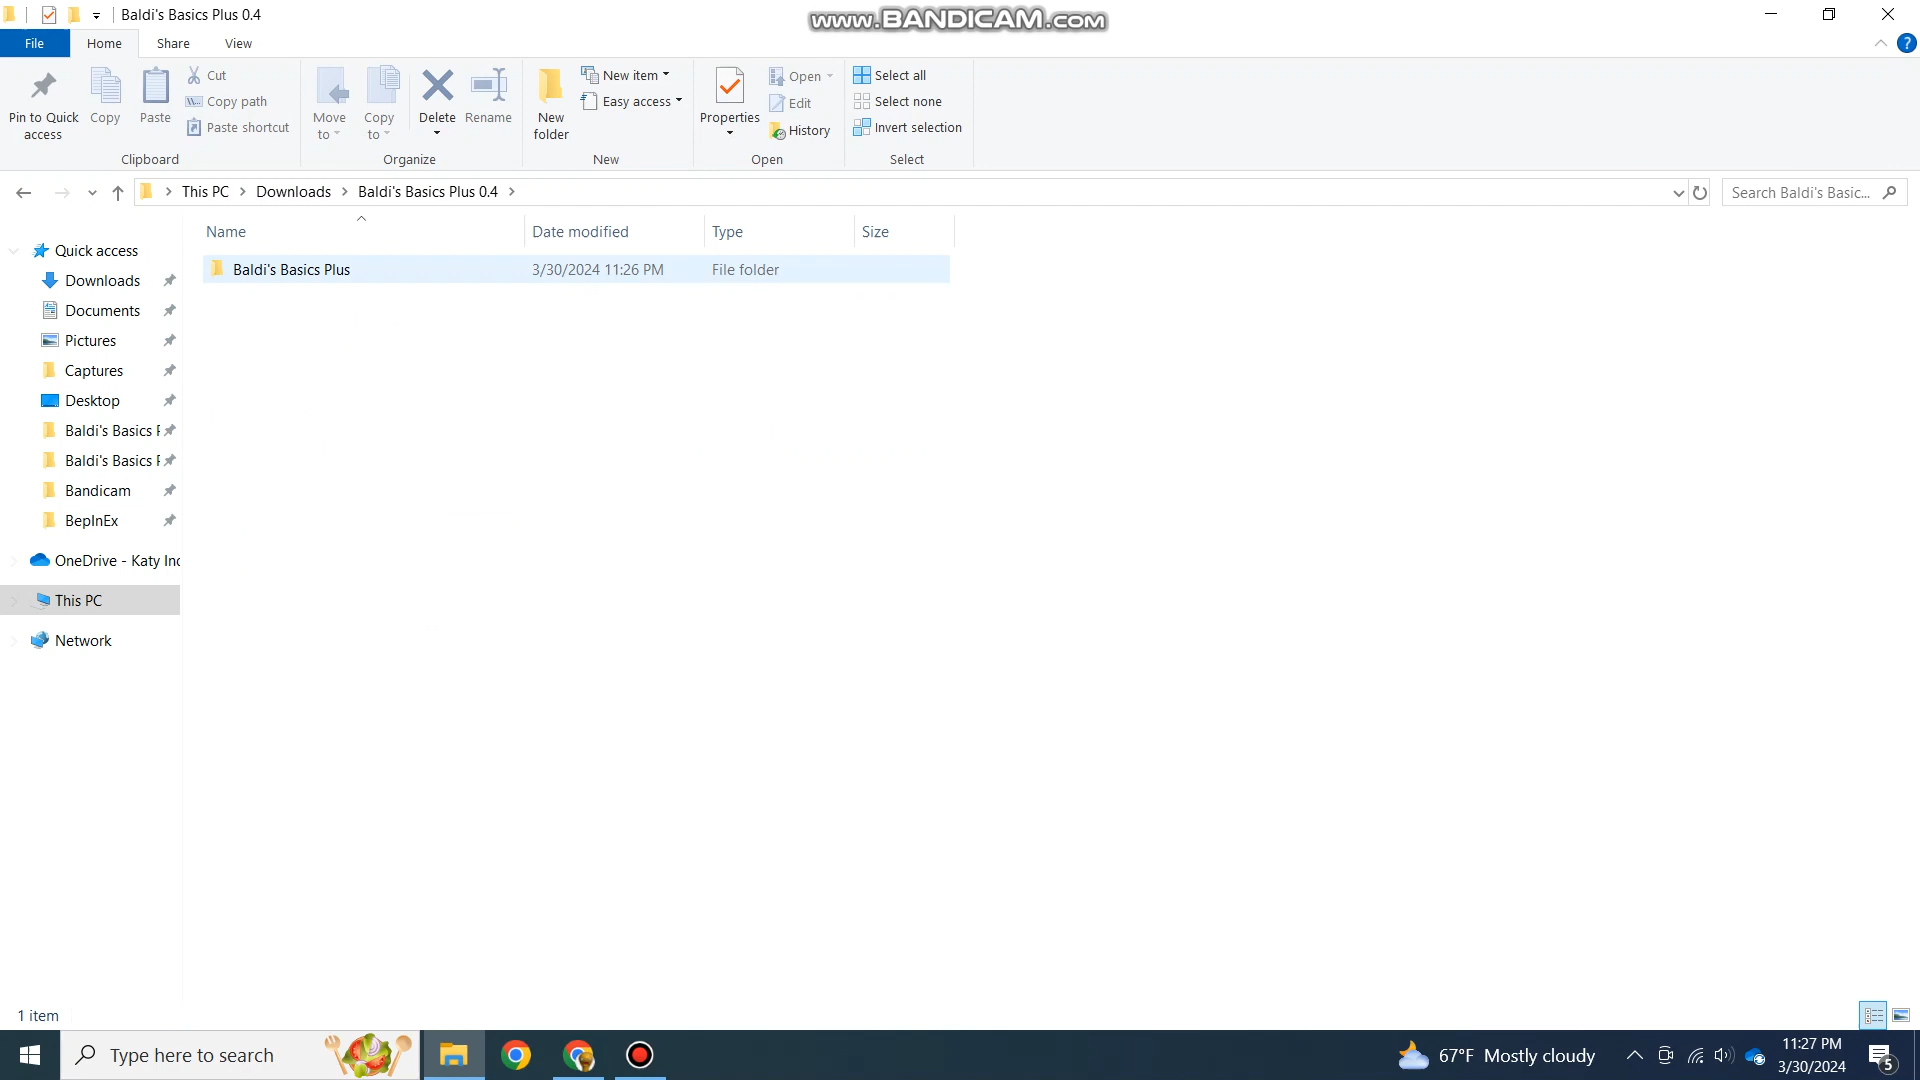 Baldi's Basics Plus 0.4
www.BANDICAM.com
File
Home
Share
View
Pin to Quick
access
Copy
Paste
Cut
Copy path
Paste shortcut
Clipboard
Move
to
Copy
to
Delete
Rename
Organize
New
folder
New item
Easy access
New
Properties
Open
Edit
History
Open
Select all
Select none
Invert selection
Select
This PC
Downloads
Baldi's Basics Plus 0.4
Search Baldi's Basic...
Name
Date modified
Type
Size
Baldi's Basics Plus
3/30/2024 11:26 PM
File folder
Quick access
Downloads
Documents
Pictures
Captures
Desktop
Baldi's Basics P
Baldi's Basics P
Bandicam
BepInEx
OneDrive - Katy Ind
This PC
Network
1 item
Type here to search
67°F Mostly cloudy
11:27 PM
3/30/2024
5